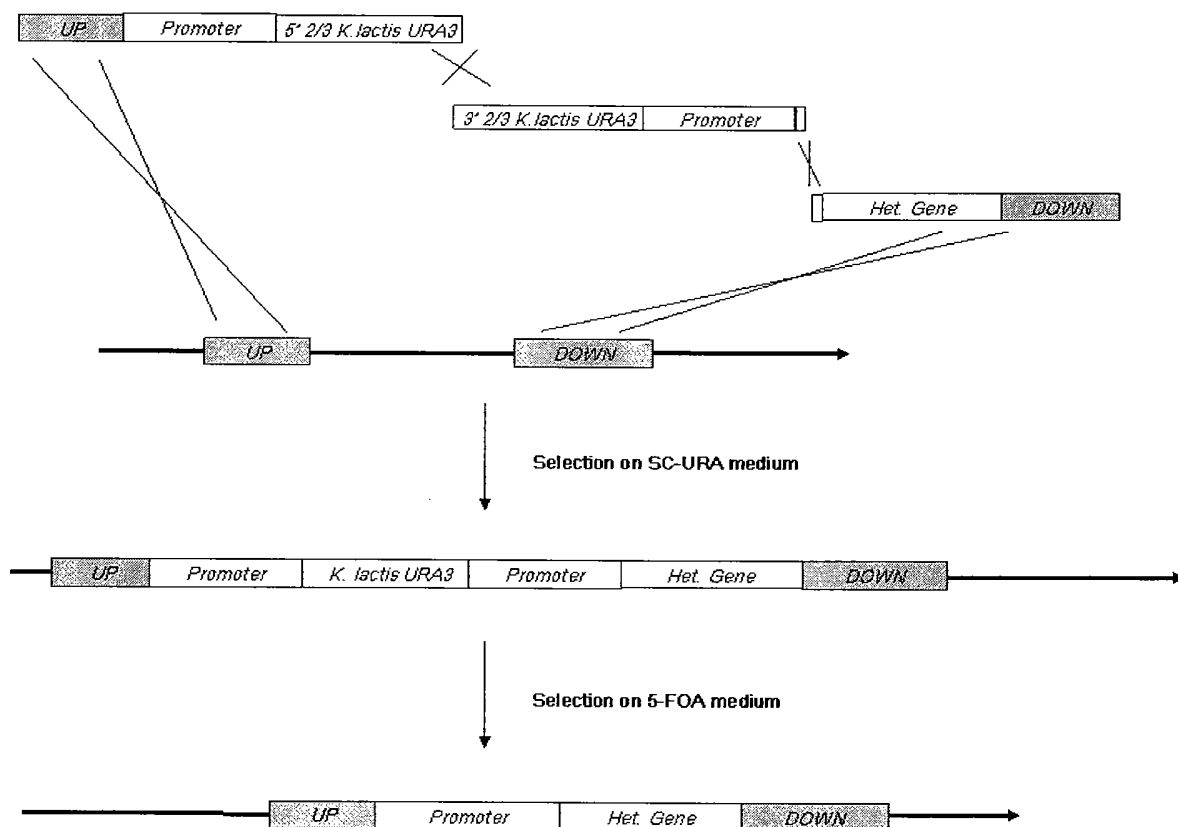 UP Promoter 5' 2/3 K.lactis URA3
3' 2/3 K.lactis URA3 Promoter
Het. Gene DOWN
UP DOWN
Selection on SC-URA medium
UP Promoter K. lactis URA3 Promoter Het. Gene DOWN
Selection on 5-FOA medium
UP Promoter Het. Gene DOWN